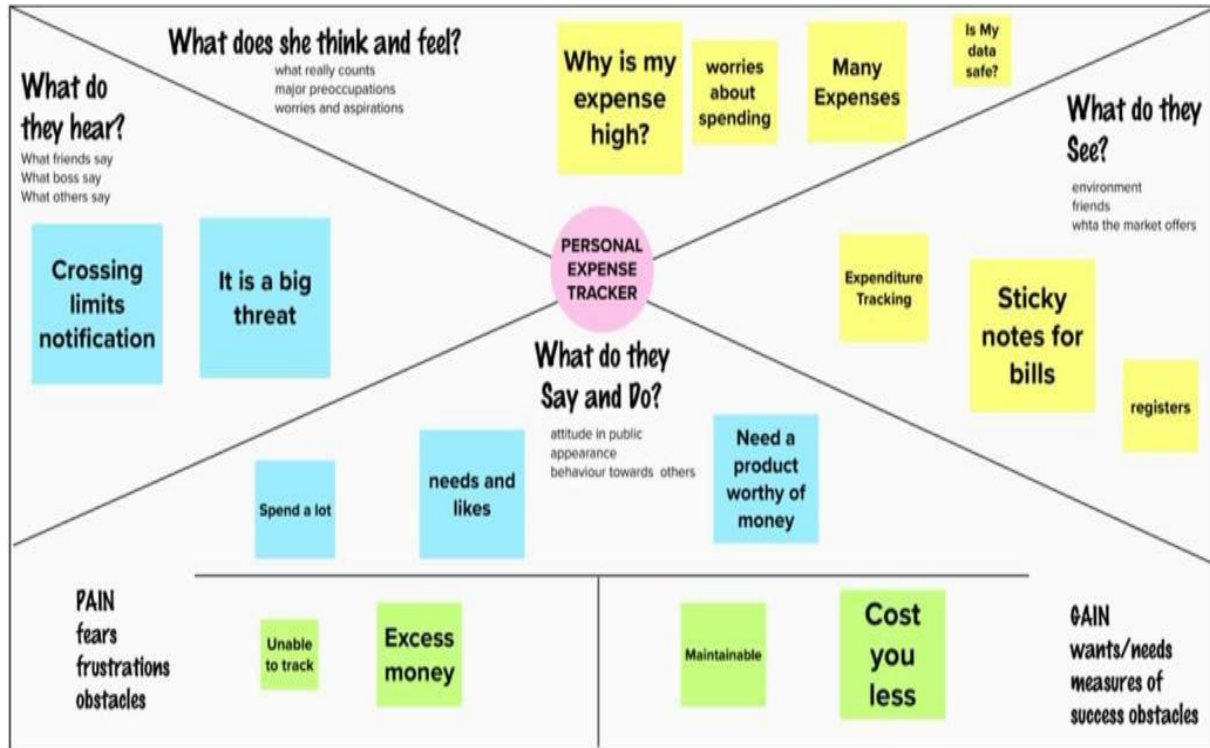 What does she think and feel?
what really counts
major preoccupations
worries and aspirations
Why is my
expense
high?
worries
about
spending
Many
Expenses
Is My
data
safe?
What do
they hear?
What friends say
What boss say
What others say
Crossing
limits
notification
It is a big
threat
PERSONAL
EXPENSE
TRACKER
What do they
See?
environment
friends
whta the market offers
Expenditure
Tracking
Sticky
notes for
bills
registers
What do they
Say and Do?
attitude in public
appearance
behaviour towards others
Spend a lot
needs and
likes
Need a
product
worthy of
money
PAIN
fears
frustrations
obstacles
Unable
to track
Excess
money
Maintainable
Cost
you
less
GAIN
wants/needs
measures of
success obstacles